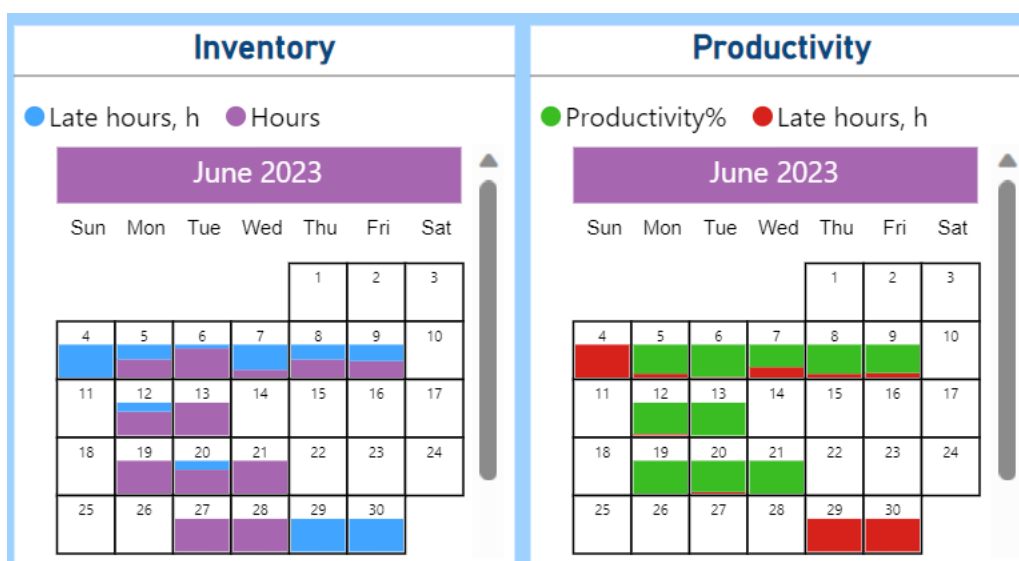 Inventory
Late hours, h Hours
June 2023
Sun Mon Tue Wed Thu Fri Sat
1 2 3
4 5 6 7 8 9 10
11 12 13 14 15 16 17
18 19 20 21 22 23 24
25 26 27 28 29 30
Productivity
Productivity% Late hours, h
June 2023
Sun Mon Tue Wed Thu Fri Sat
1 2 3
4 5 6 7 8 9 10
11 12 13 14 15 16 17
18 19 20 21 22 23 24
25 26 27 28 29 30